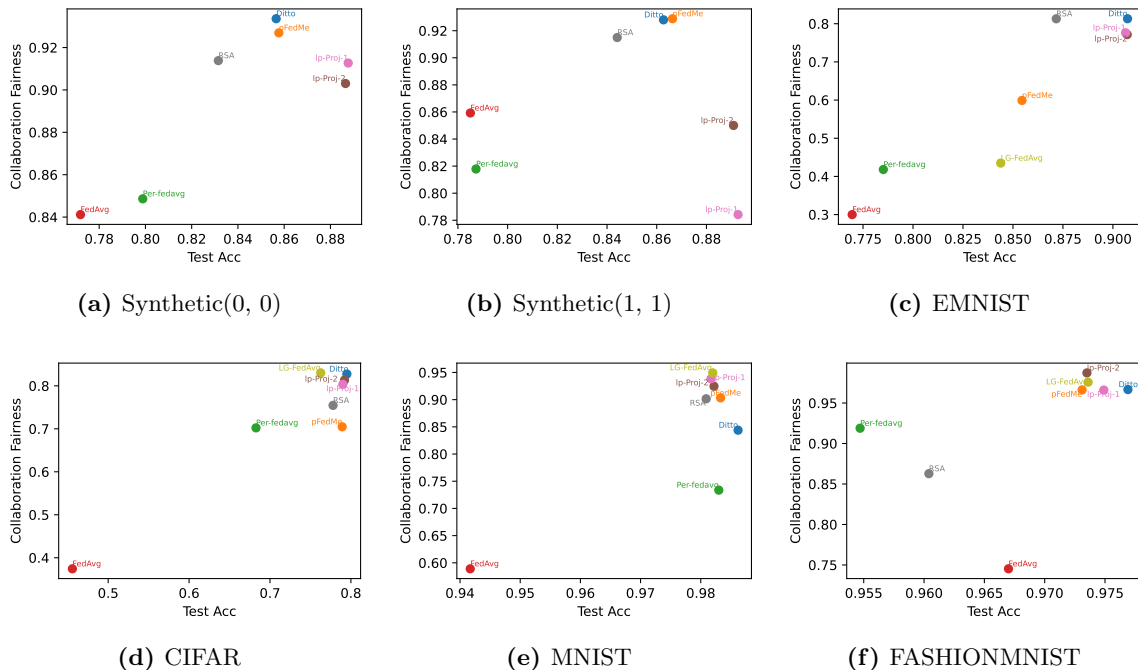 Ditto
pFedMe
RSA
lp-Proj-1
lp-Proj-2
Per-fedavg
FedAvg
0.92
0.90
0.88
0.86
0.84
Collaboration Fairness
0.78 0.80 0.82 0.84 0.86 0.88
Test Acc
(a) Synthetic(0, 0)
Ditto
pFedMe
RSA
FedAvg
lp-Proj-2
Per-fedavg
lp-Proj-1
0.92
0.90
0.88
0.86
0.84
0.82
0.80
0.78
Collaboration Fairness
0.78 0.80 0.82 0.84 0.86 0.88
Test Acc
(b) Synthetic(1, 1)
RSA
Ditto
lp-Proj-1
lp-Proj-2
pFedMe
LG-FedAvg
Per-fedavg
FedAvg
0.8
0.7
0.6
0.5
0.4
0.3
Collaboration Fairness
0.775 0.800 0.825 0.850 0.875 0.900
Test Acc
(c) EMNIST
LG-FedAvg
Ditto
lp-Proj-2
lp-Proj-1
RSA
pFedMe
Per-fedavg
FedAvg
0.8
0.7
0.6
0.5
0.4
Collaboration Fairness
0.5 0.6 0.7 0.8
Test Acc
(d) CIFAR
LG-FedAvg
lp-Proj-1
lp-Proj-2
pFedMe
RSA
Ditto
Per-fedavg
FedAvg
0.95
0.90
0.85
0.80
0.75
0.70
0.65
0.60
Collaboration Fairness
0.94 0.95 0.96 0.97 0.98
Test Acc
(e) MNIST
lp-Proj-2
LG-FedAvg
pFedMe
lp-Proj-1
Ditto
Per-fedavg
RSA
FedAvg
0.95
0.90
0.85
0.80
0.75
Collaboration Fairness
0.955 0.960 0.965 0.970 0.975
Test Acc
(f) FASHIONMNIST